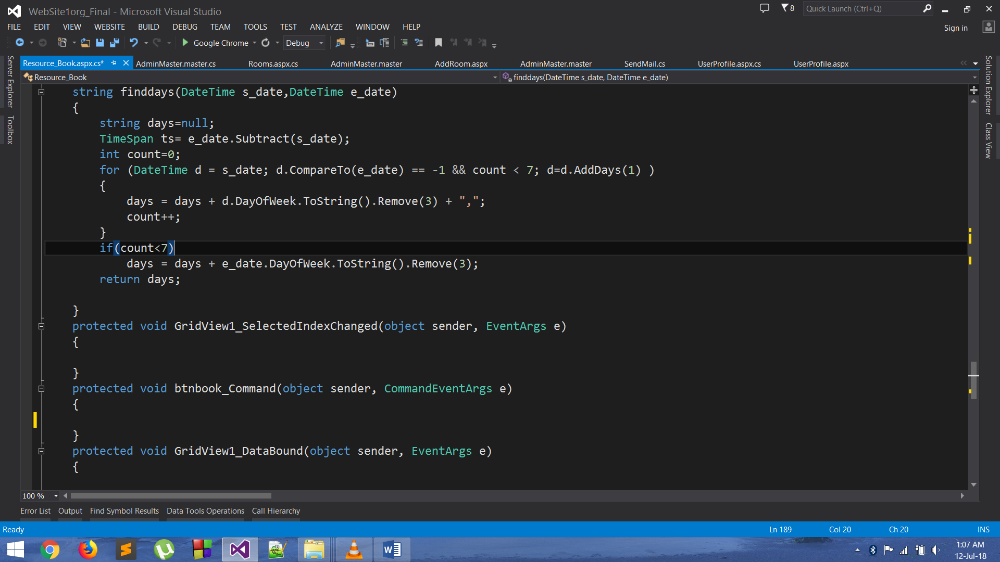 WebSite1org_Final - Microsoft Visual Studio
8
Quick Launch (Ctrl+Q)
FILE EDIT VIEW WEBSITE BUILD DEBUG TEAM TOOLS TEST ANALYZE WINDOW HELP
Sign in
Google Chrome
Debug
Server Explorer
Toolbox
Resource_Book.aspx.cs* AdminMaster.master.cs Rooms.aspx.cs AdminMaster.master AddRoom.aspx AdminMaster.master SendMail.cs UserProfile.aspx.cs UserProfile.aspx
Solution Explorer
Class View
Resource_Book
finddays(DateTime s_date, DateTime e_date)
string finddays(DateTime s_date,DateTime e_date)
{
string days=null;
TimeSpan ts= e_date.Subtract(s_date);
int count=0;
for (DateTime d = s_date; d.CompareTo(e_date) == -1 && count < 7; d=d.AddDays(1) )
{
days = days + d.DayOfWeek.ToString().Remove(3) + ",";
count++;
}
if(count<7)
days = days + e_date.DayOfWeek.ToString().Remove(3);
return days;
}
protected void GridView1_SelectedIndexChanged(object sender, EventArgs e)
{
}
protected void btnbook_Command(object sender, CommandEventArgs e)
{
}
protected void GridView1_DataBound(object sender, EventArgs e)
{
100 %
Error List Output Find Symbol Results Data Tools Operations Call Hierarchy
Ready
Ln 189 Col 20 Ch 20 INS
1:07 AM
12-Jul-18